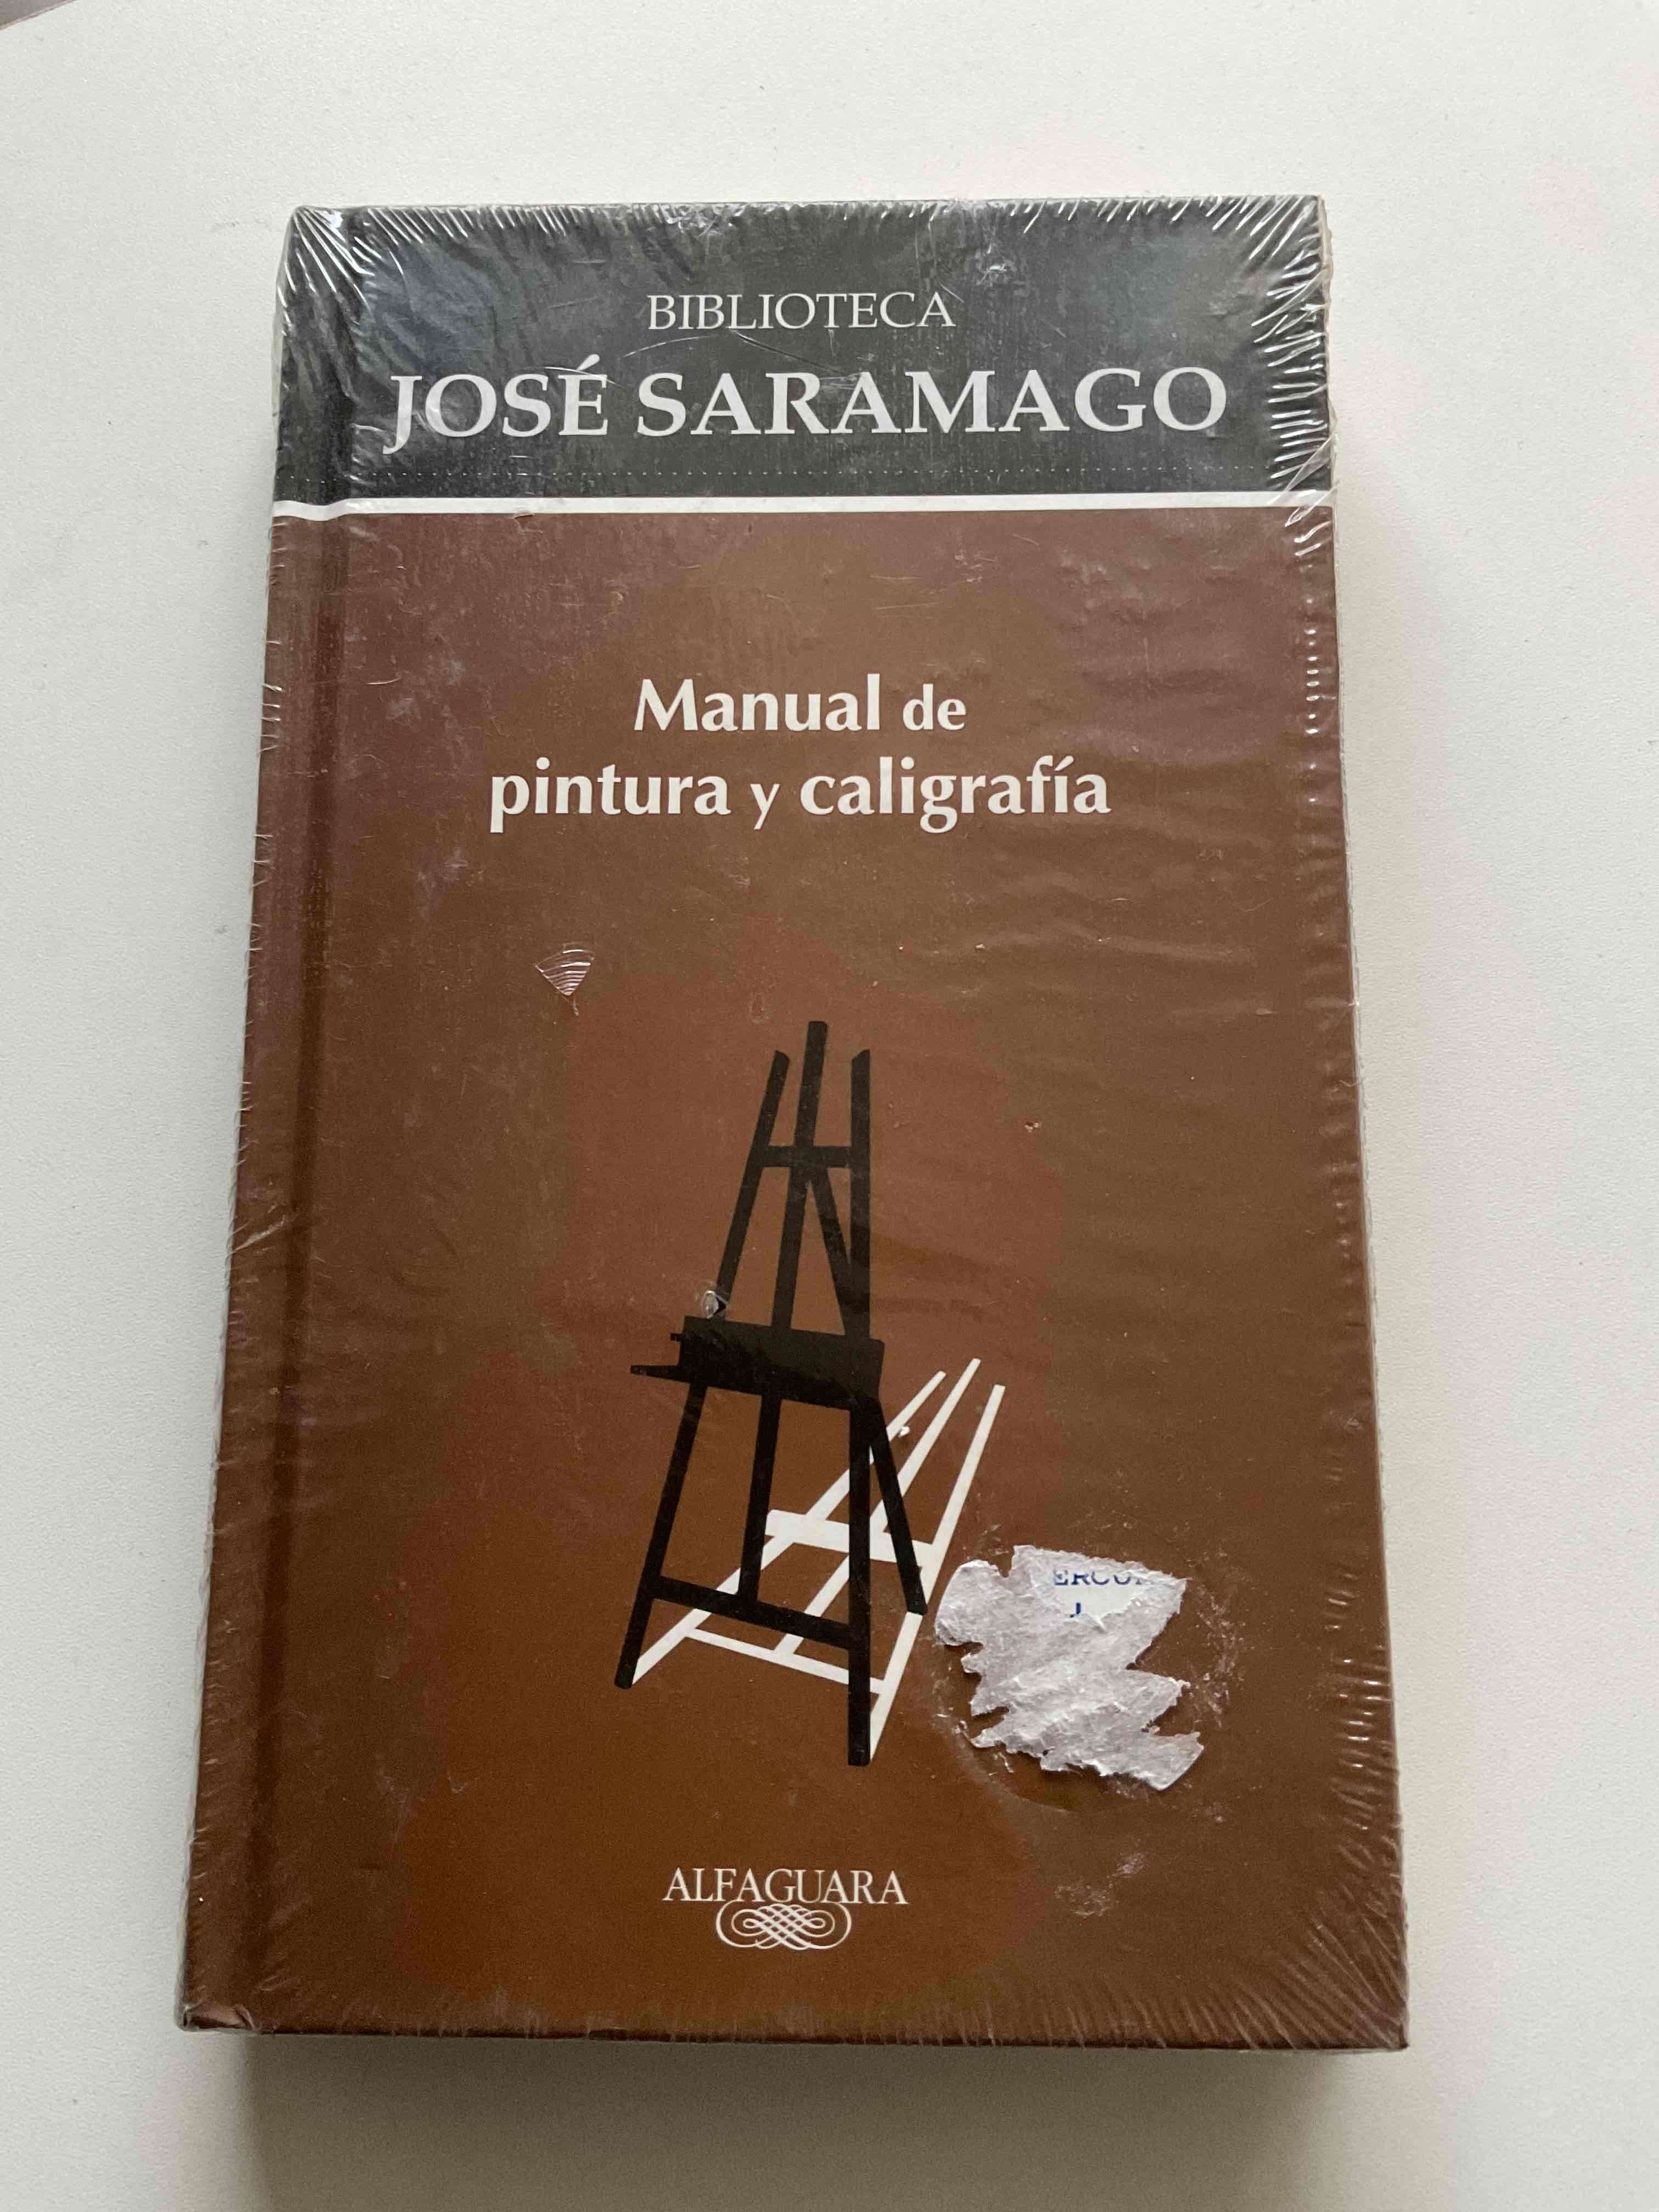 BIBLIOTECA
JOSÉ SARAMAGO
Manual de
pintura y caligrafía
ALFAGUARA